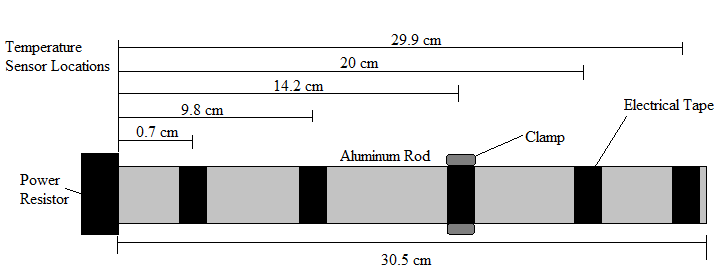 29.9 cm
Temperature
Sensor Locations
20 cm
14.2 cm
9.8 cm
Electrical Tape
0.7 cm
Clamp
Aluminum Rod
Power
Resistor
30.5 cm